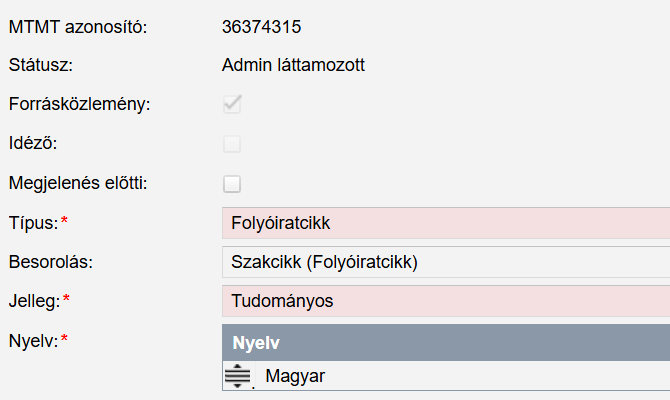 MTMT azonosító: 36374315
Státusz: Admin láttamozott
Forrásközlemény:
Idéző:
Megjelenés előtti:
Típus:* Folyóiratcikk
Besorolás: Szakcikk (Folyóiratcikk)
Jelleg:* Tudományos
Nyelv:* Nyelv
. Magyar